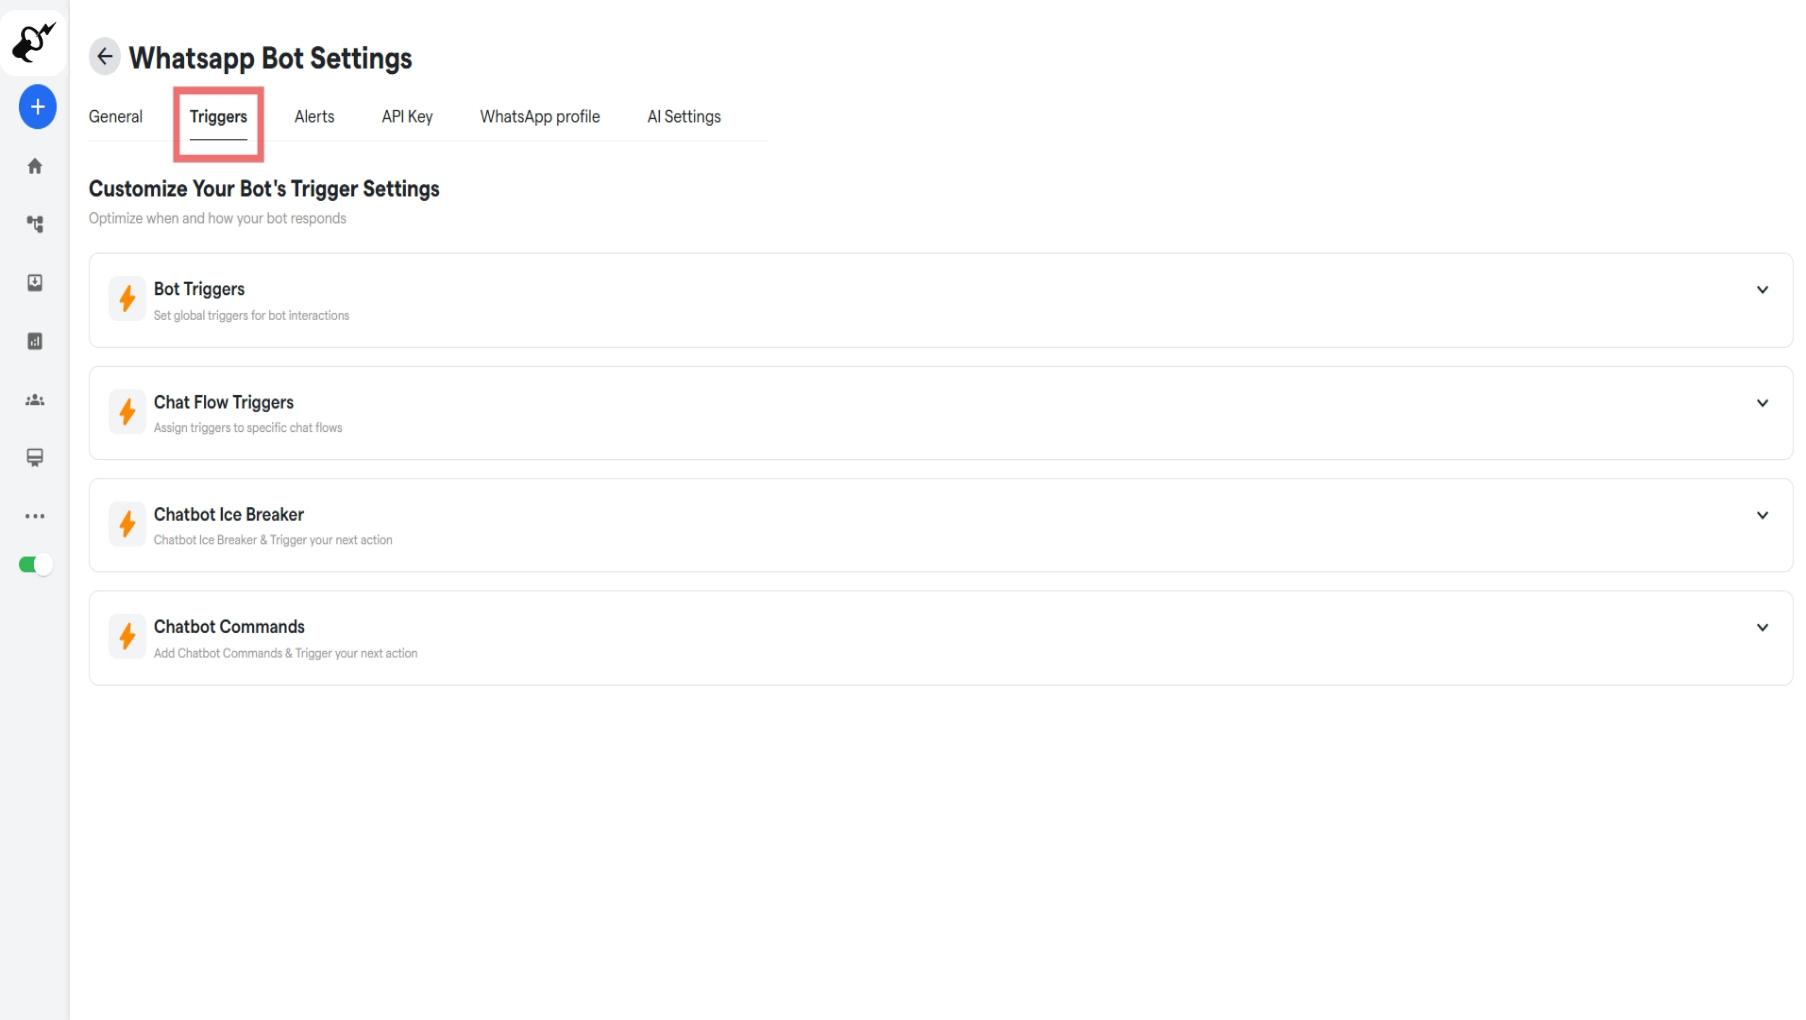 Whatsapp Bot Settings
General Triggers Alerts API Key WhatsApp profile AI Settings
Customize Your Bot's Trigger Settings
Optimize when and how your bot responds
Bot Triggers
Set global triggers for bot interactions
Chat Flow Triggers
Assign triggers to specific chat flows
Chatbot Ice Breaker
Chatbot Ice Breaker & Trigger your next action
Chatbot Commands
Add Chatbot Commands & Trigger your next action